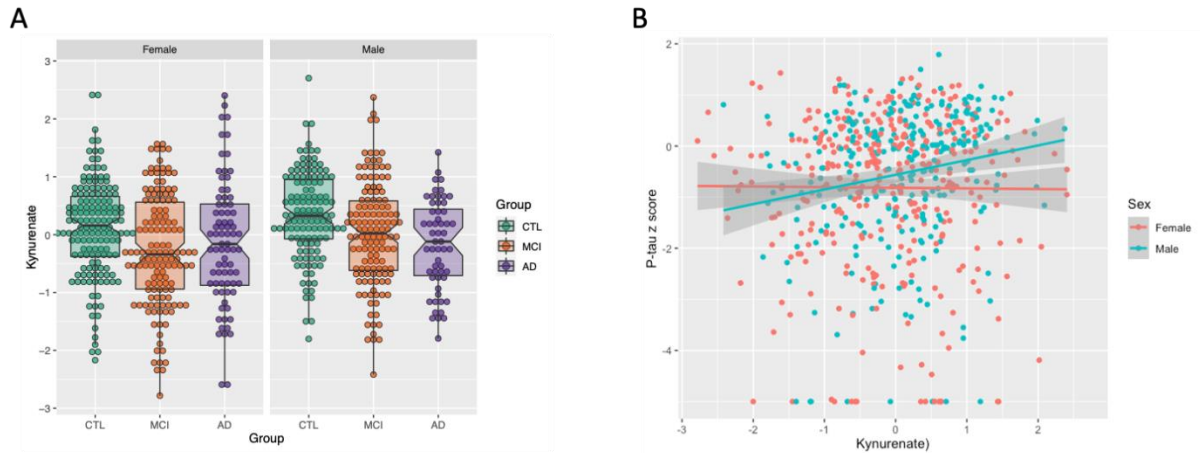 A
Female Male
Kynurenate
3
2
1
0
−1
−2
−3
CTL MCI AD CTL MCI AD
Group
Group
CTL
MCI
AD
B
P-tau z score
2
0
−2
−4
−3 −2 −1 0 1 2
Kynurenate)
Sex
Female
Male